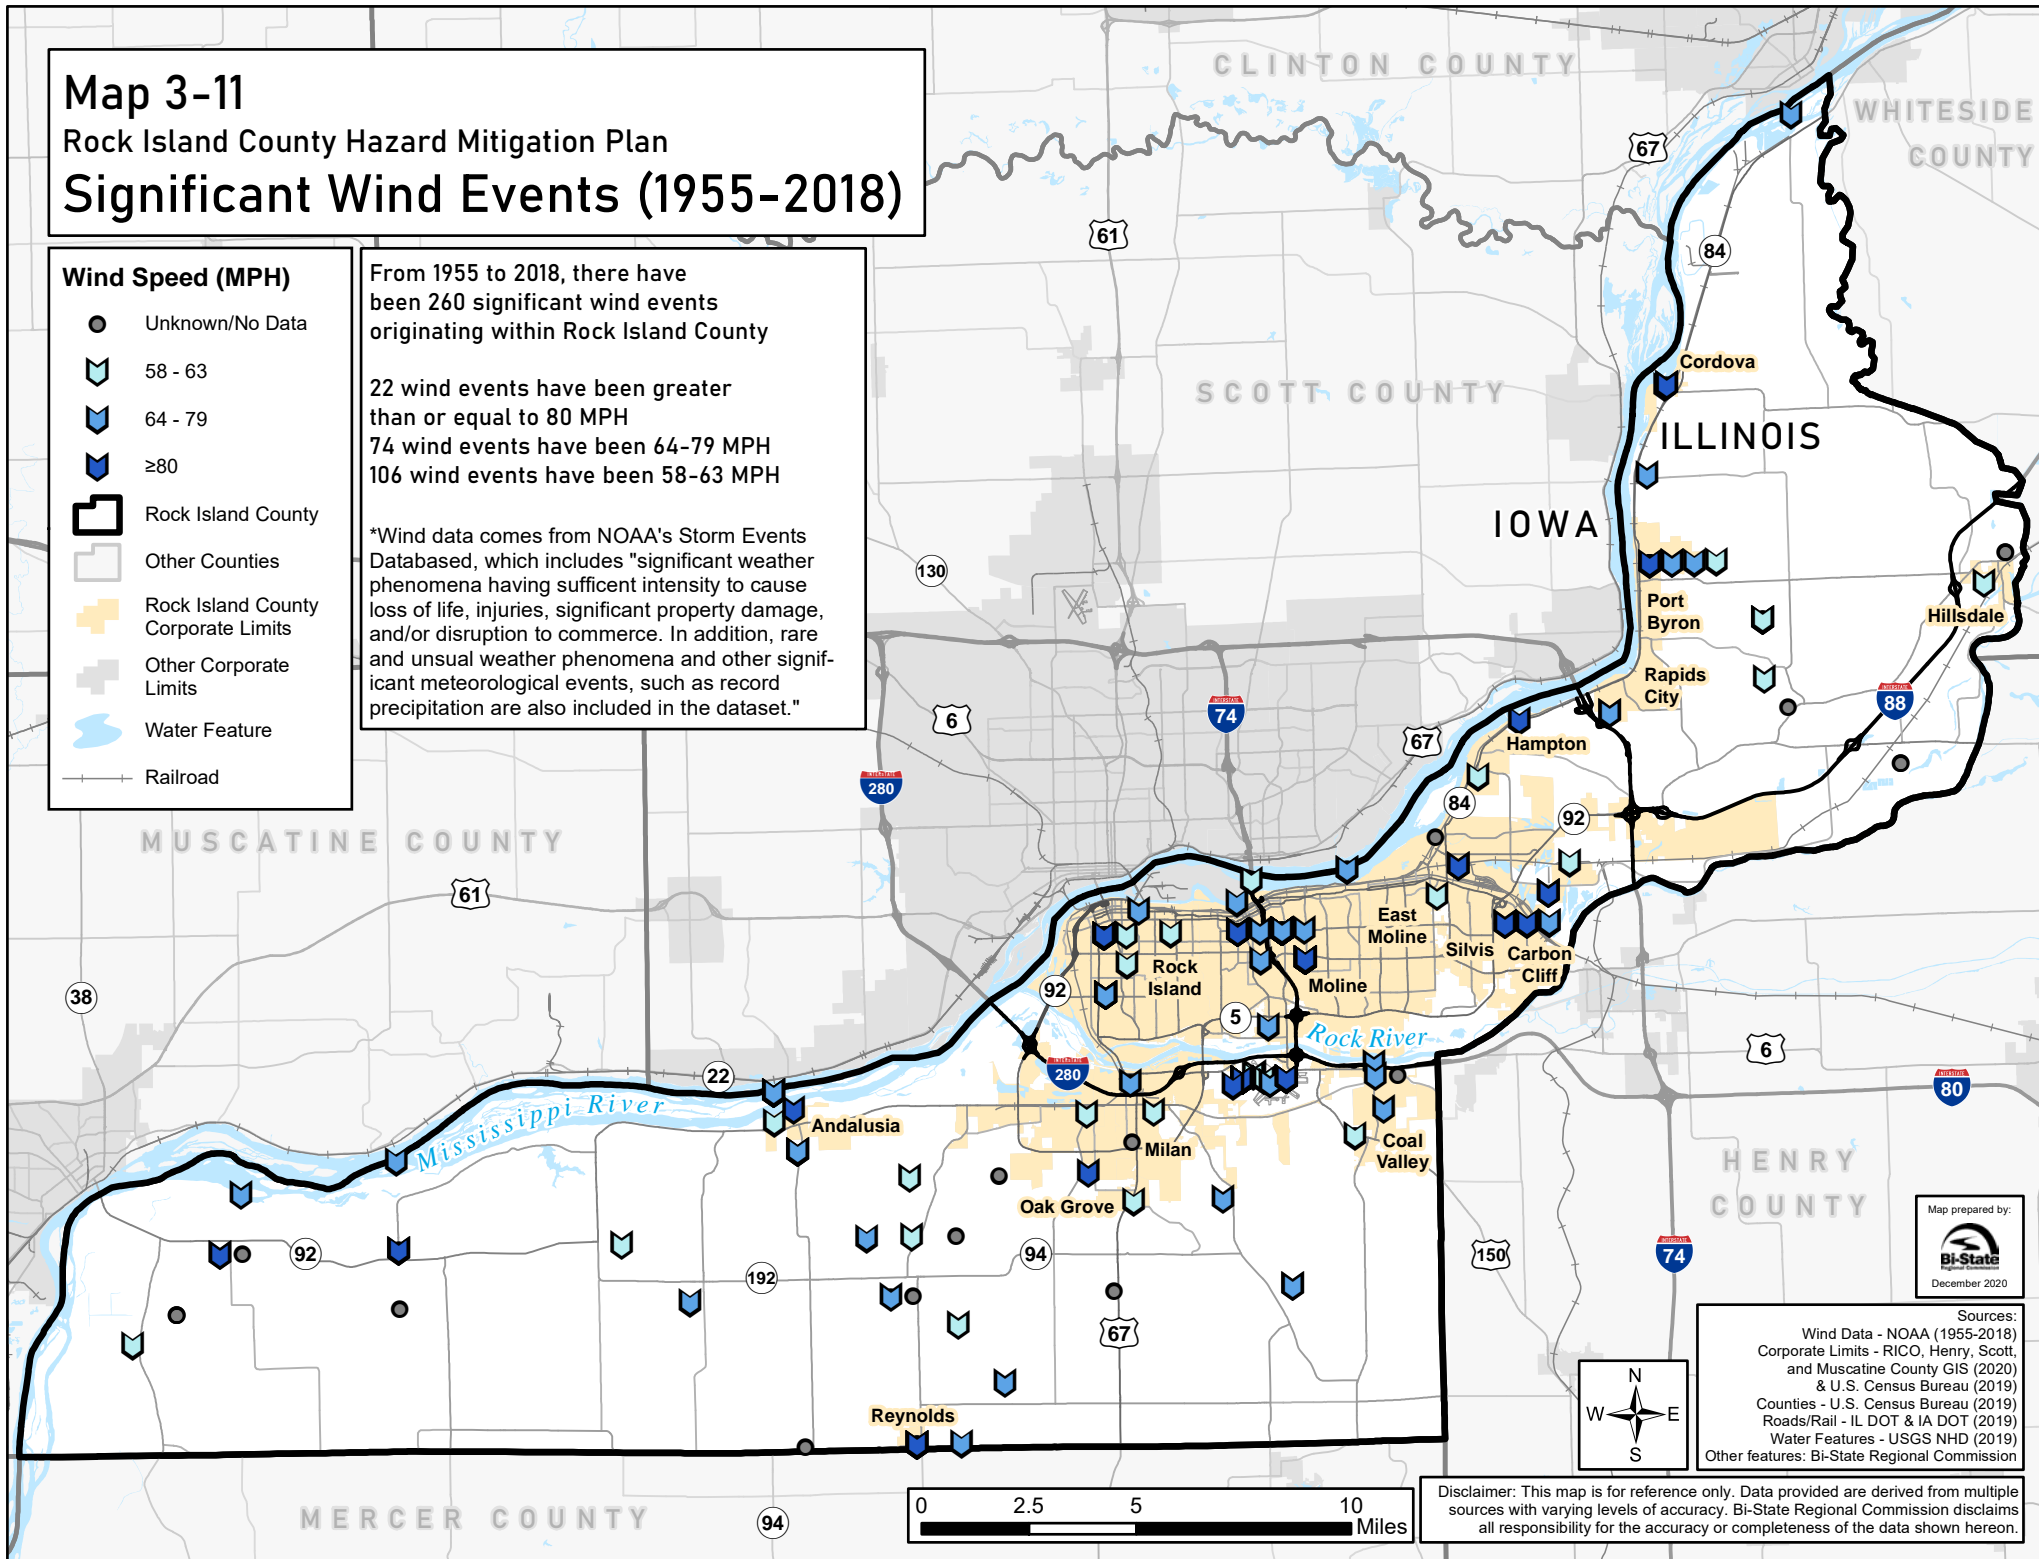 Map 3-11
Rock Island County Hazard Mitigation Plan
Significant Wind Events (1955-2018)
Wind Speed (MPH)
Unknown/No Data
58 - 63
64 - 79
≥80
Rock Island County
Other Counties
Rock Island County
Corporate Limits
Other Corporate
Limits
Water Feature
Railroad
From 1955 to 2018, there have
been 260 significant wind events
originating within Rock Island County
22 wind events have been greater
than or equal to 80 MPH
74 wind events have been 64-79 MPH
106 wind events have been 58-63 MPH
*Wind data comes from NOAA's Storm Events
Databased, which includes "significant weather
phenomena having sufficent intensity to cause
loss of life, injuries, significant property damage,
and/or disruption to commerce. In addition, rare
and unsual weather phenomena and other signif-
icant meteorological events, such as record
precipitation are also included in the dataset."
CLINTON COUNTY
WHITESIDE
COUNTY
67
61
84
SCOTT COUNTY
Cordova
ILLINOIS
IOWA
130
Port
Byron
Hillsdale
Rapids
City
INTERSTATE
88
6
INTERSTATE
74
67
Hampton
INTERSTATE
280
84
92
MUSCATINE COUNTY
61
East
Moline
Silvis
Carbon
Cliff
Rock
Island
Moline
38
92
5
Rock River
6
22
INTERSTATE
280
INTERSTATE
80
Mississippi River
Andalusia
Milan
Coal
Valley
HENRY
COUNTY
Oak Grove
92
94
150
INTERSTATE
74
192
67
Reynolds
MERCER COUNTY
94
Map prepared by:
Bi-State
Regional Commission
December 2020
N
W
E
S
Sources:
Wind Data - NOAA (1955-2018)
Corporate Limits - RICO, Henry, Scott,
and Muscatine County GIS (2020)
& U.S. Census Bureau (2019)
Counties - U.S. Census Bureau (2019)
Roads/Rail - IL DOT & IA DOT (2019)
Water Features - USGS NHD (2019)
Other features: Bi-State Regional Commission
0 2.5 5 10
Miles
Disclaimer: This map is for reference only. Data provided are derived from multiple
sources with varying levels of accuracy. Bi-State Regional Commission disclaims
all responsibility for the accuracy or completeness of the data shown hereon.